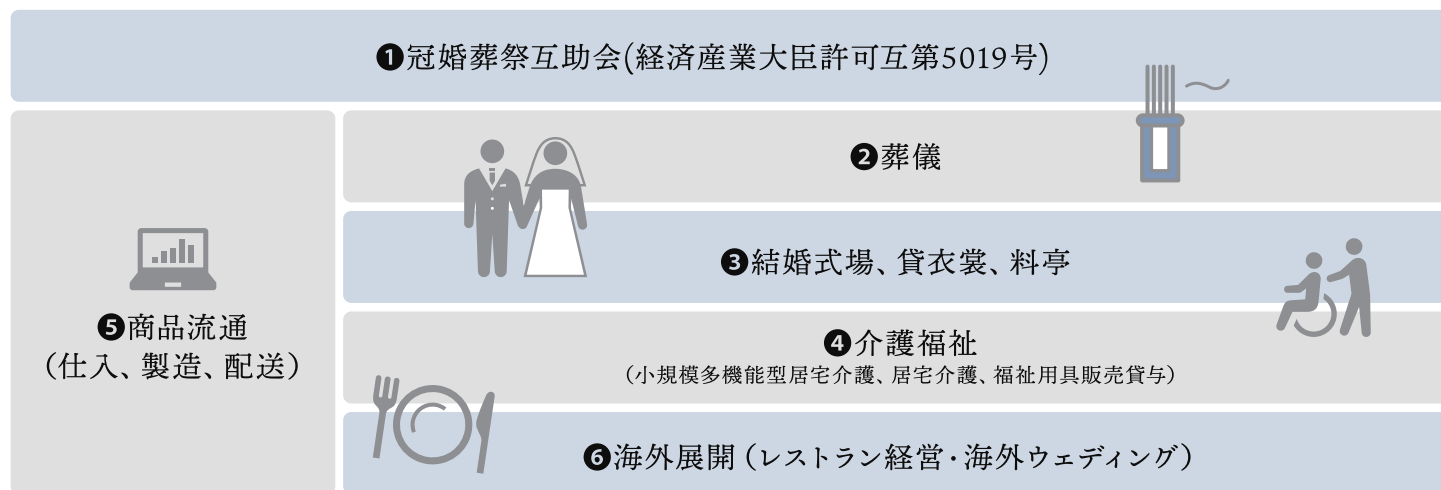 ❶冠婚葬祭互助会(経済産業大臣許可互第5019号)
❷葬儀
❸結婚式場、貸衣裳、料亭
❹介護福祉
（小規模多機能型居宅介護、居宅介護、福祉用具販売貸与）
❺商品流通
（仕入、製造、配送）
❻海外展開（レストラン経営・海外ウェディング）